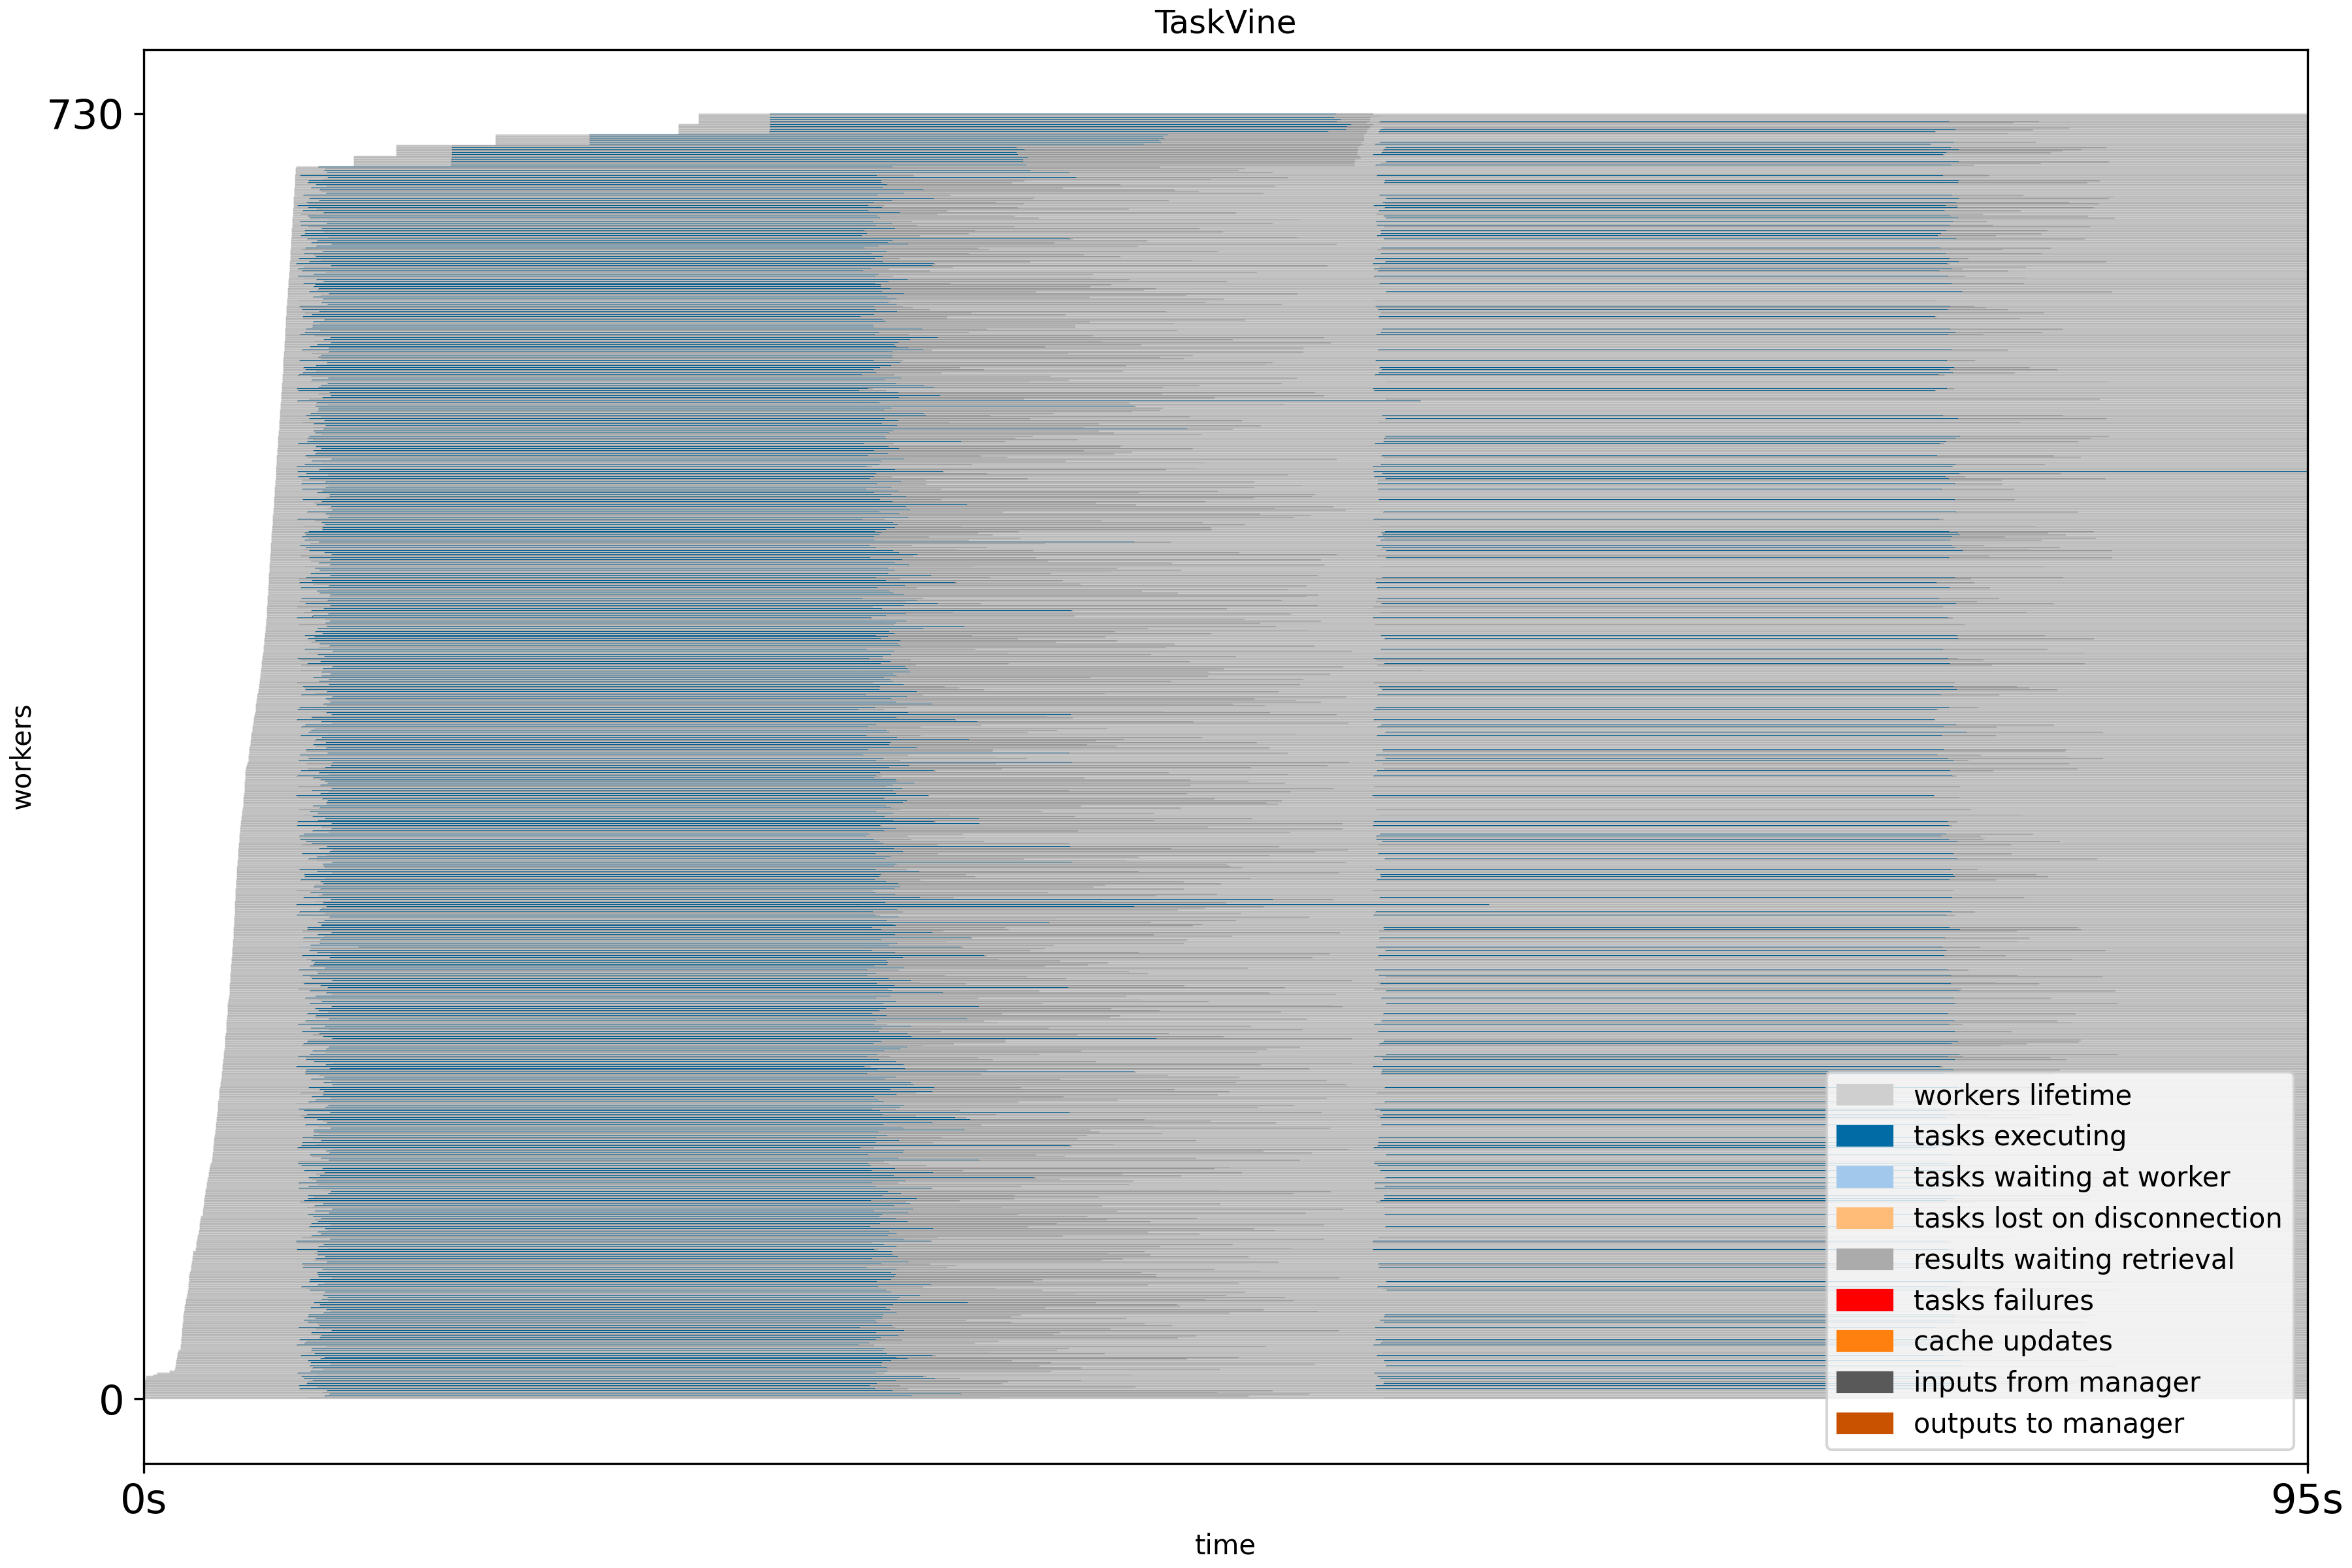 TaskVine
730
workers
0
workers lifetime
tasks executing
tasks waiting at worker
tasks lost on disconnection
results waiting retrieval
tasks failures
cache updates
inputs from manager
outputs to manager
0s
95s
time